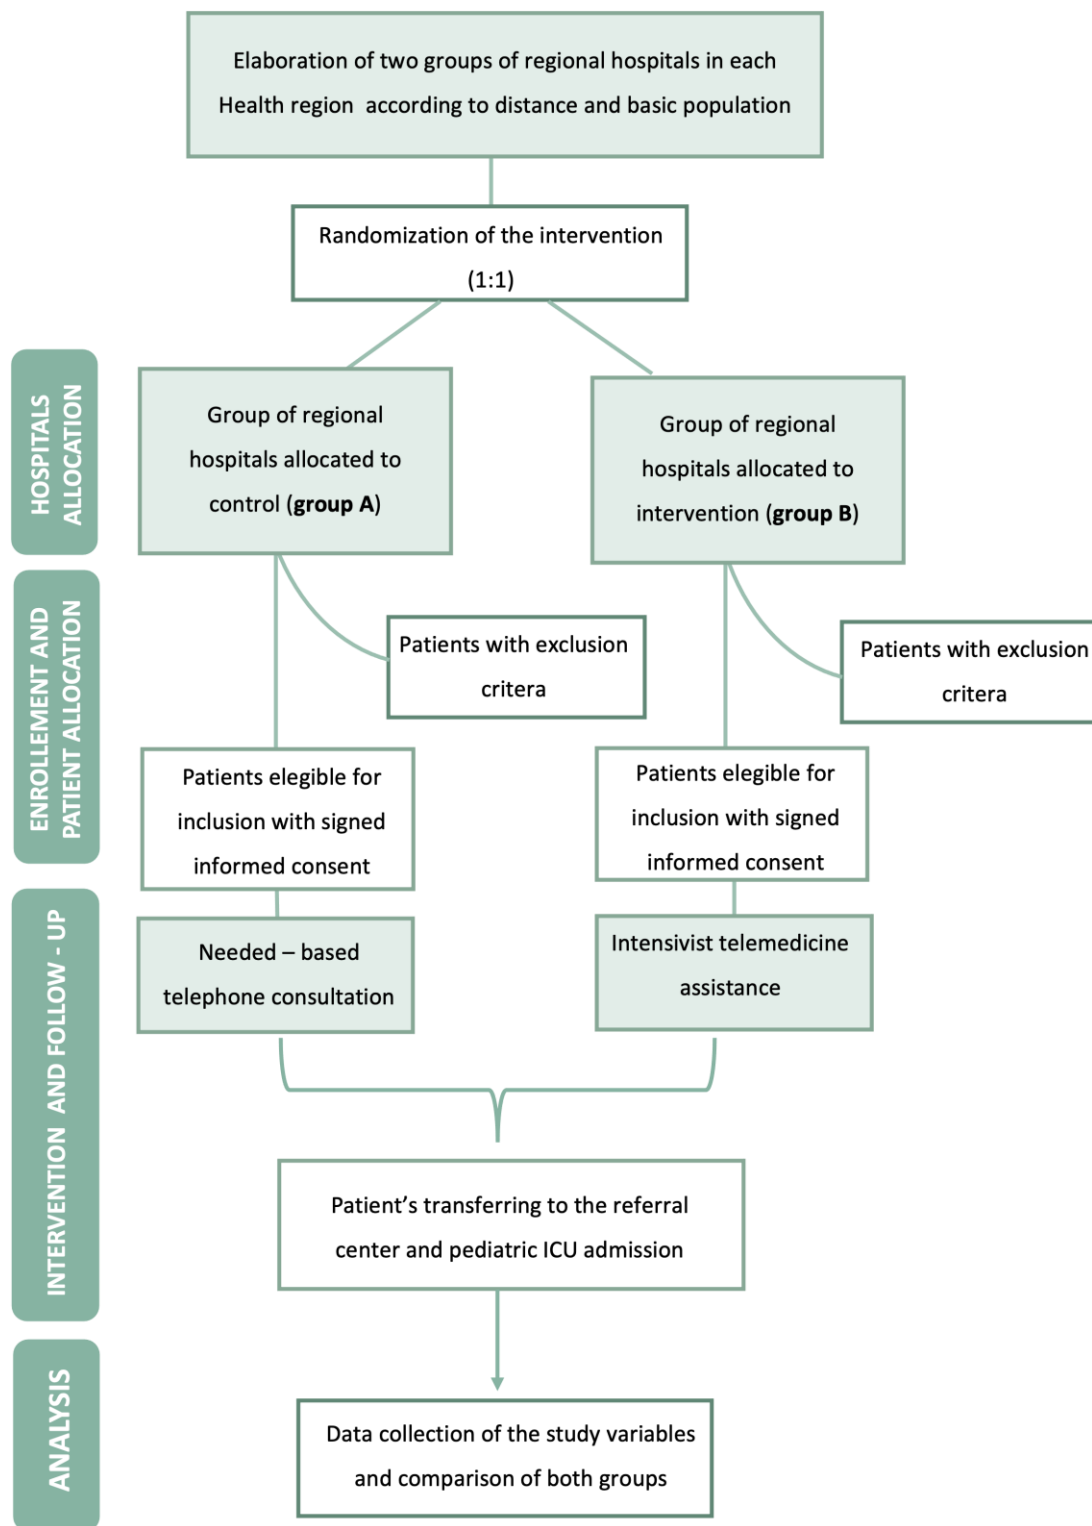 Elaboration of two groups of regional hospitals in each
Health region according to distance and basic population
Randomization of the intervention
(1:1)
HOSPITALS
ALLOCATION
Group of regional
hospitals allocated to
control (group A)
Group of regional
hospitals allocated to
intervention (group B)
ENROLLEMENT AND
PATIENT ALLOCATION
Patients with exclusion
critera
Patients with exclusion
critera
Patients elegible for
inclusion with signed
informed consent
Patients elegible for
inclusion with signed
informed consent
INTERVENTION AND FOLLOW - UP
Needed – based
telephone consultation
Intensivist telemedicine
assistance
Patient’s transferring to the referral
center and pediatric ICU admission
ANALYSIS
Data collection of the study variables
and comparison of both groups